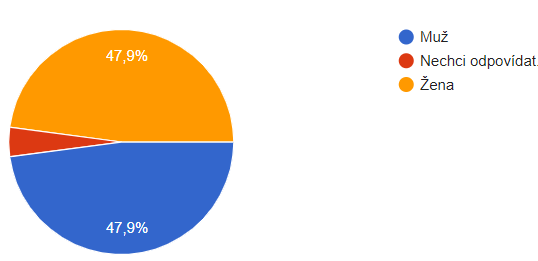 47,9%
47,9%
Muž
Nechci odpovídat.
Žena